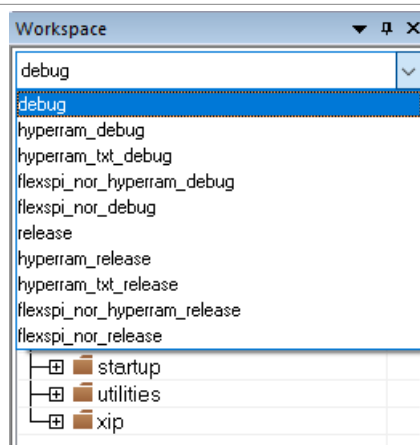 Workspace
debug
debug
hyperram_debug
hyperram_txt_debug
flexspi_nor_hyperram_debug
flexspi_nor_debug
release
hyperram_release
hyperram_txt_release
flexspi_nor_hyperram_release
flexspi_nor_release
startup
utilities
xip